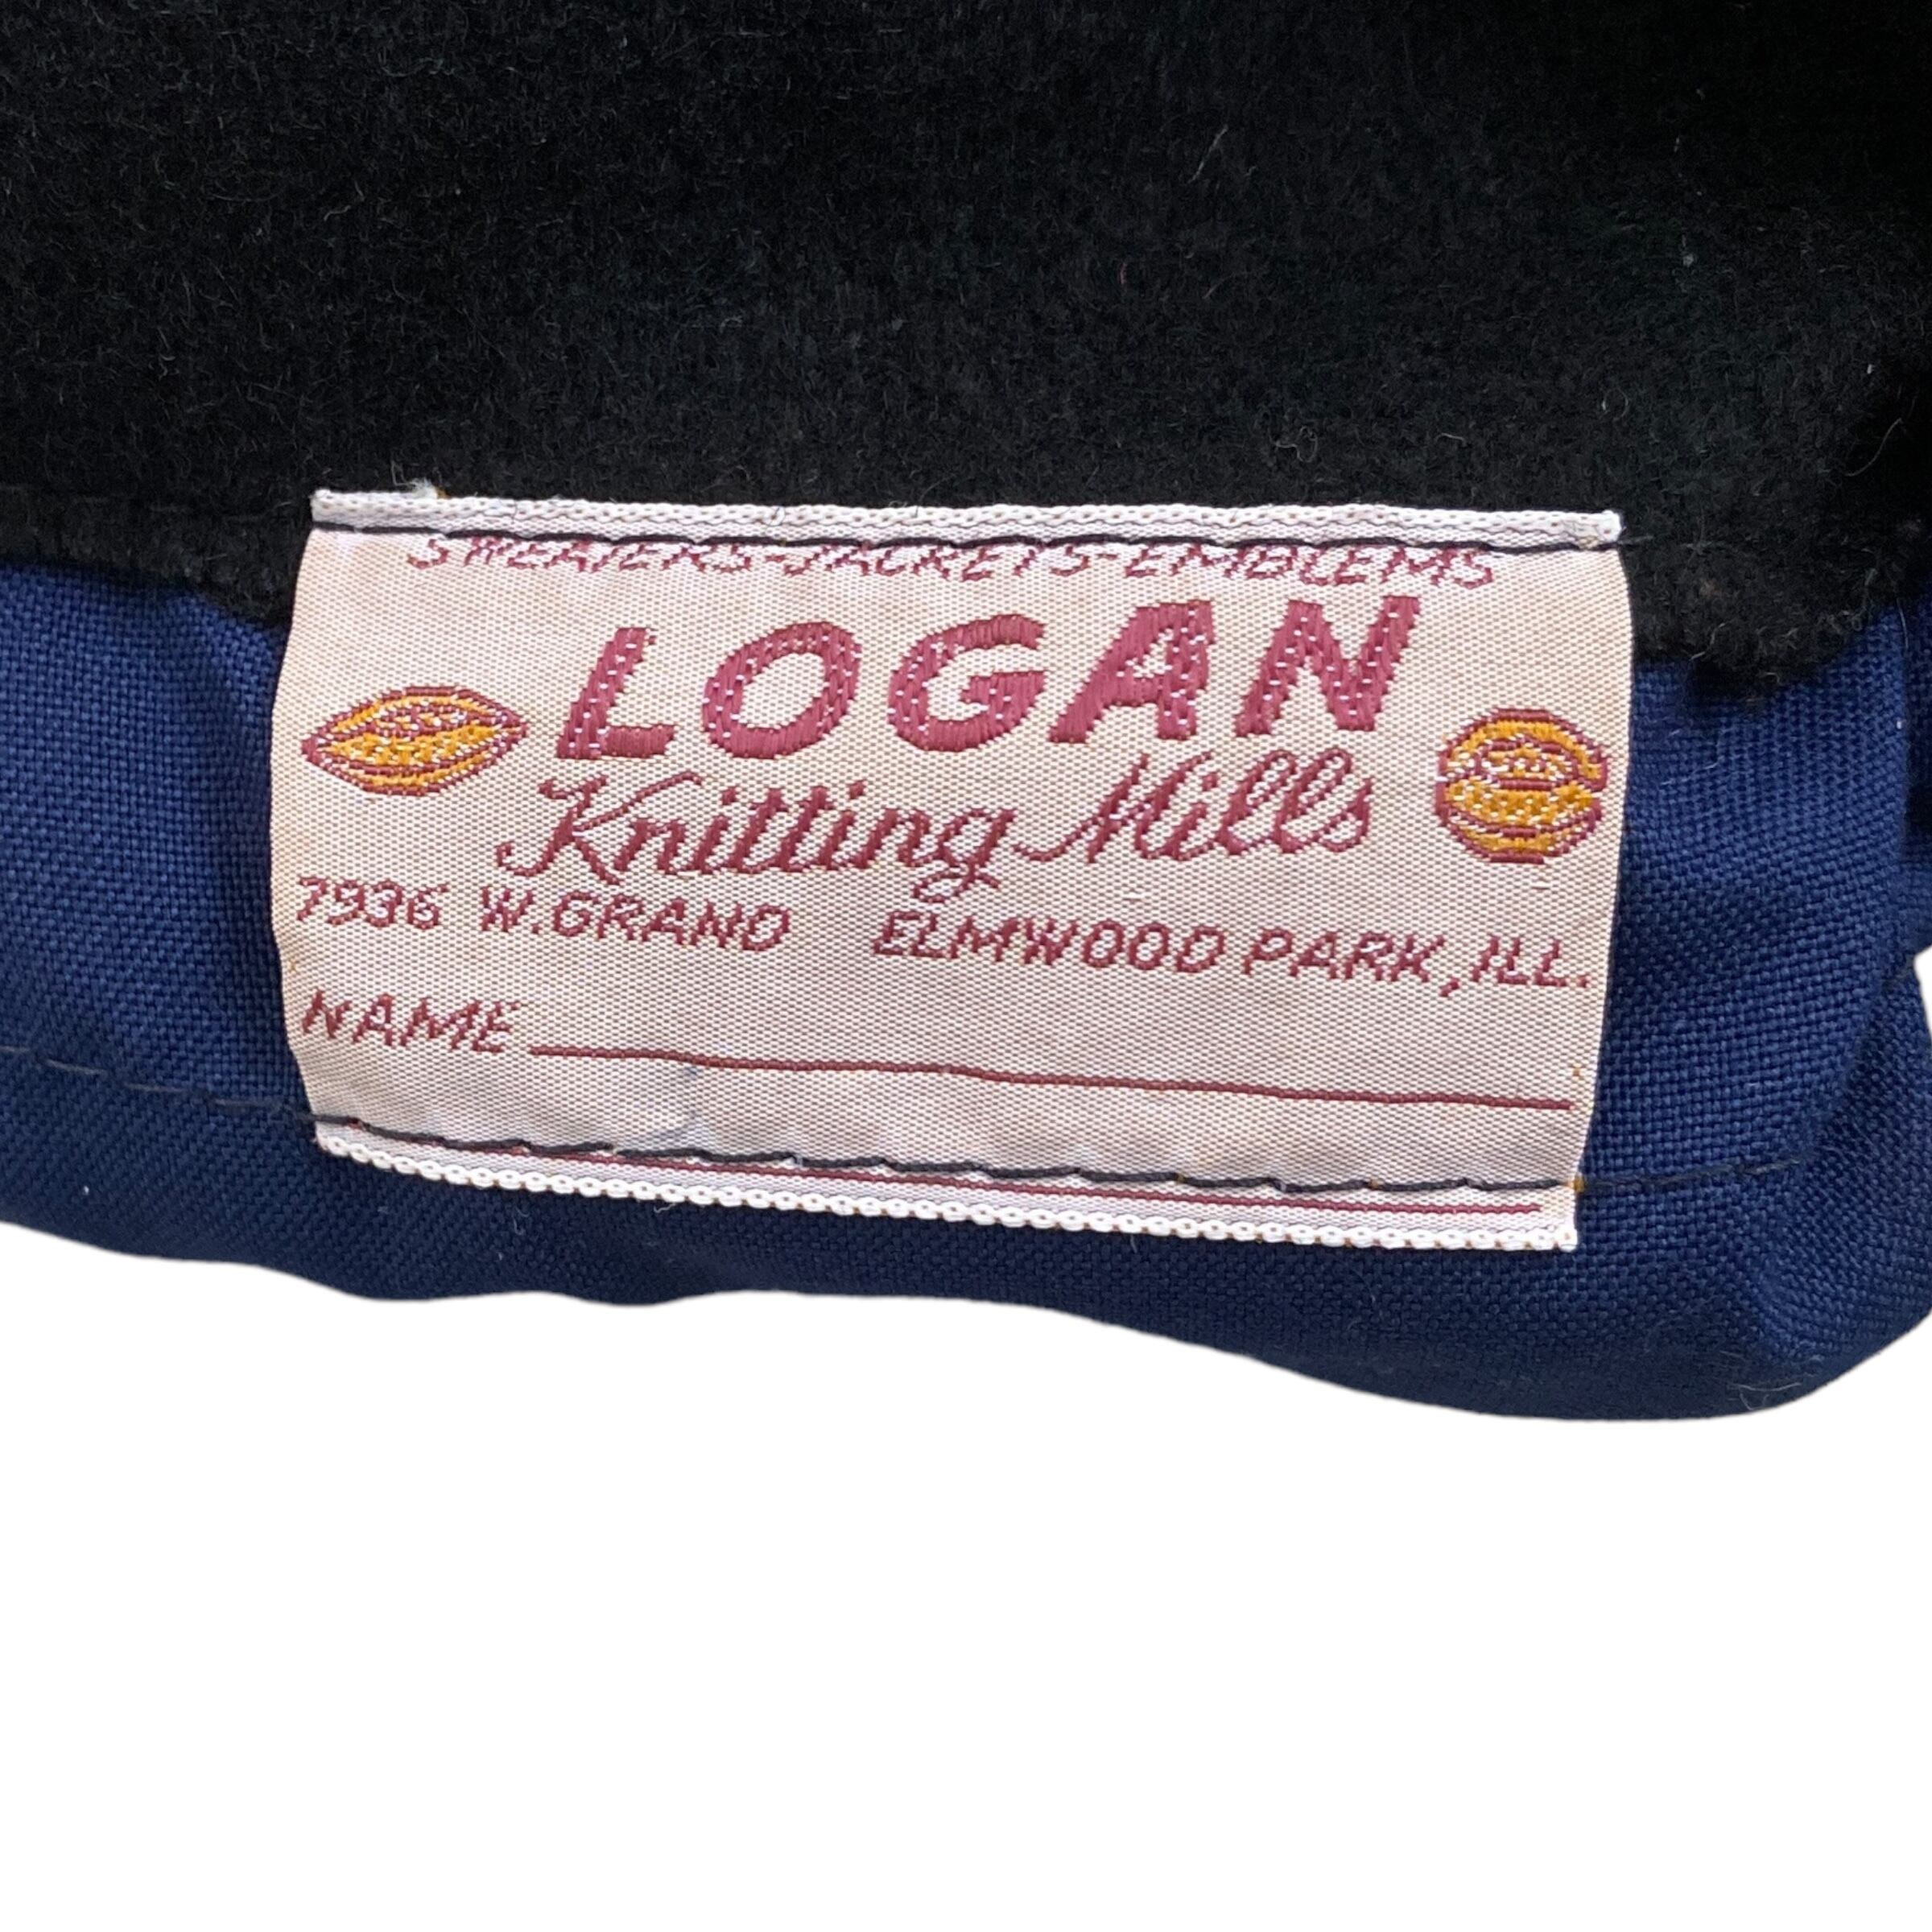 SWEATERS-JACKETS-EMBLEMS
LOGAN
Knitting Mills
7936 W. GRAND ELMWOOD PARK, ILL.
NAME